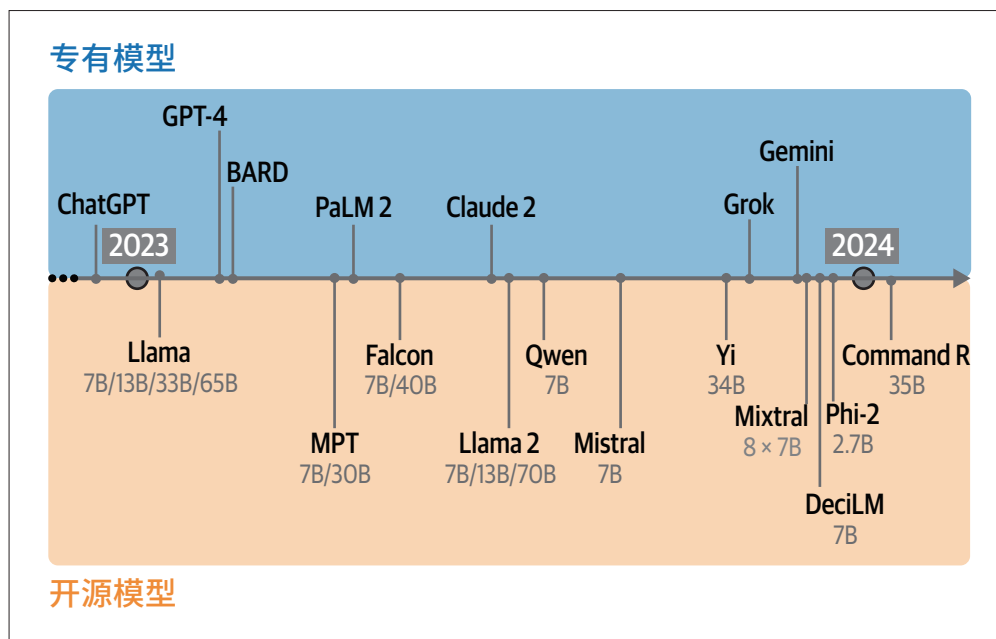 专有模型
GPT-4
BARD
Gemini
ChatGPT
PaLM 2
Claude 2
Grok
2023
2024
Llama
7B/13B/33B/65B
Falcon
7B/40B
Qwen
7B
Yi
34B
Command R
35B
MPT
7B/30B
Llama 2
7B/13B/70B
Mistral
7B
Mixtral
8 × 7B
Phi-2
2.7B
DeciLM
7B
开源模型